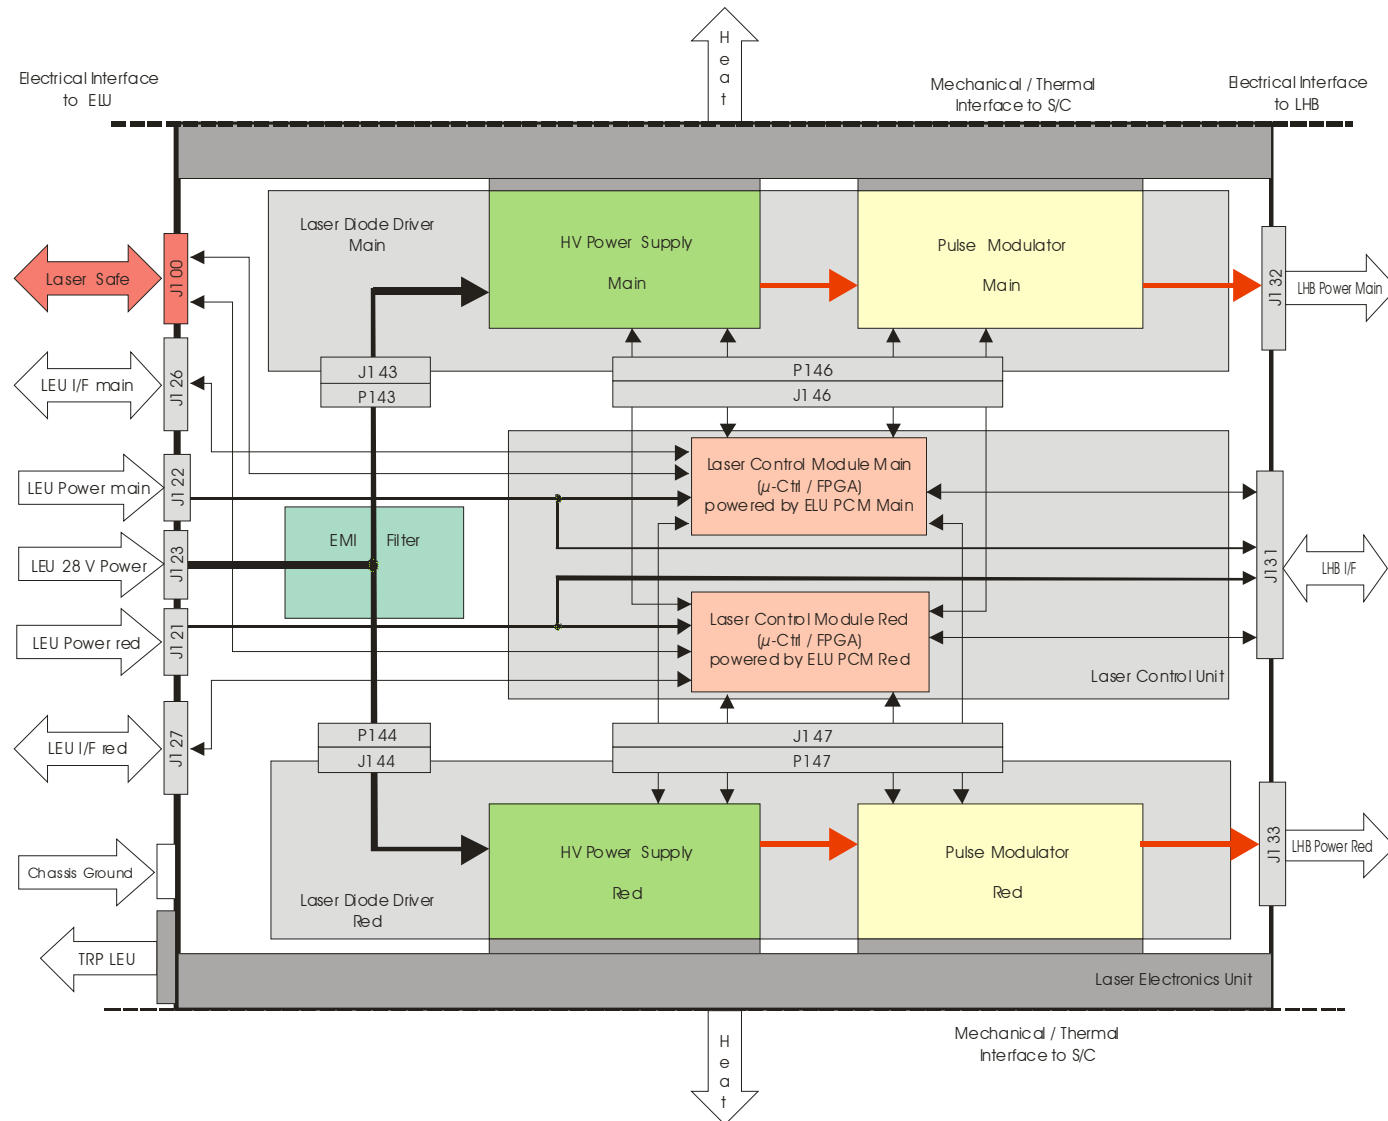 H
e
a
t
Electrical Interface
to ELU
Mechanical / Thermal
Interface to S/C
Electrical Interface
to LHB
Laser Diode Driver
Main
HV Power Supply
Main
Pulse Modulator
Main
Laser Safe
J100
J132
LHB Power Main
LEU I/F main
J126
J143
P143
P146
J146
LEU Power main
J122
Laser Control Module Main
(µ-Ctrl / FPGA)
powered by ELU PCM Main
EMI Filter
LEU 28 V Power
J123
J131
LHB I/F
LEU Power red
J121
Laser Control Module Red
(µ-Ctrl / FPGA)
powered by ELU PCM Red
Laser Control Unit
LEU I/F red
J127
P144
J144
J147
P147
HV Power Supply
Red
Pulse Modulator
Red
J133
LHB Power Red
Chassis Ground
Laser Diode Driver
Red
TRP LEU
Laser Electronics Unit
Mechanical / Thermal
Interface to S/C
H
e
a
t